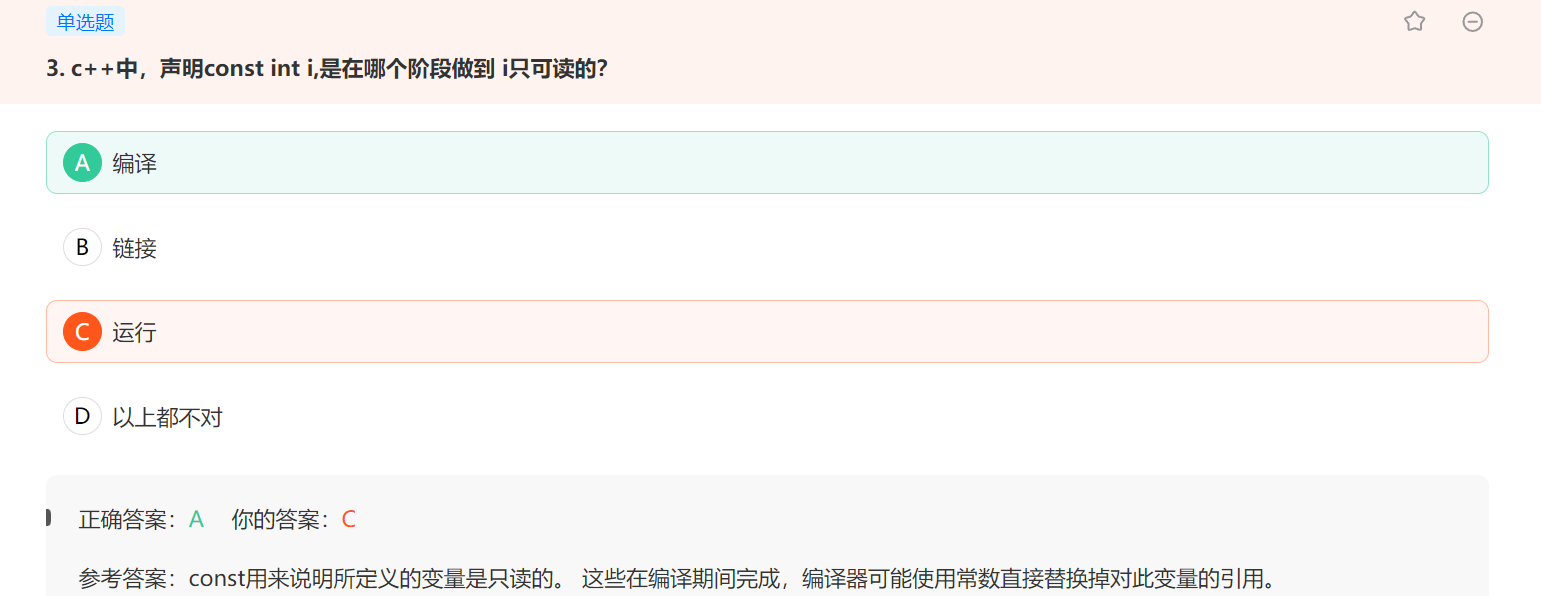 单选题
3. c++中，声明const int i,是在哪个阶段做到 i只可读的？
A 编译
B 链接
C 运行
D 以上都不对
正确答案：A 你的答案：C
参考答案：const用来说明所定义的变量是只读的。 这些在编译期间完成，编译器可能使用常数直接替换掉对此变量的引用。